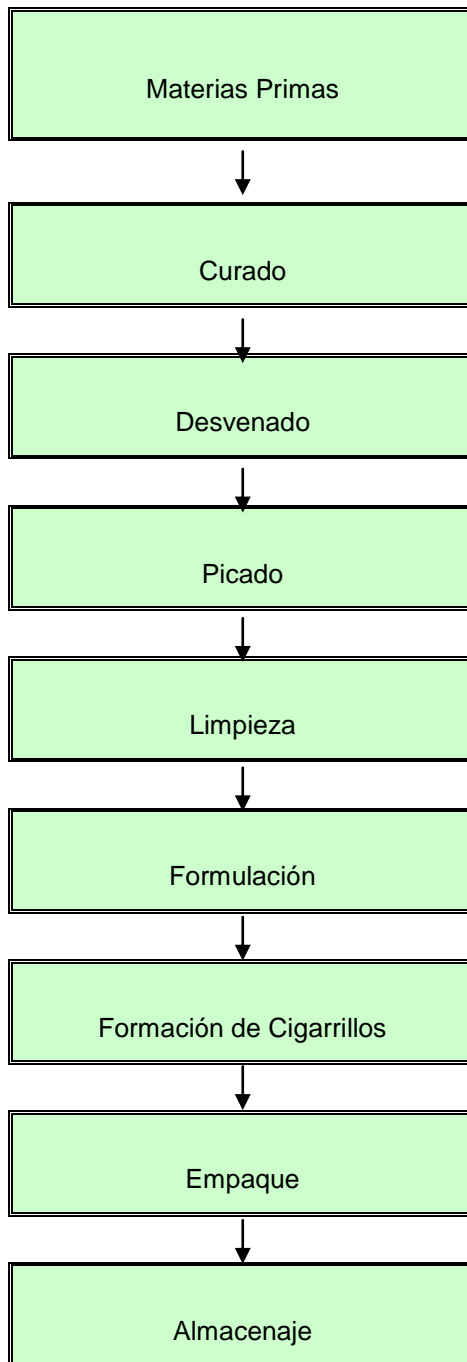 Materias Primas
Curado
Desvenado
Picado
Limpieza
Formulación
Formación de Cigarrillos
Empaque
Almacenaje